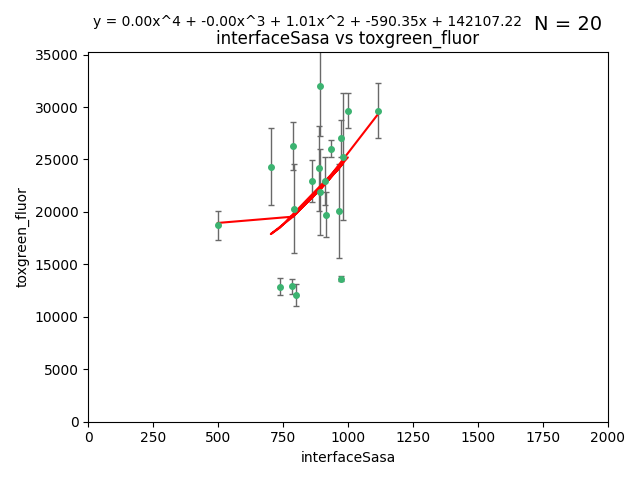 y = 0.00x^4 + -0.00x^3 + 1.01x^2 + -590.35x + 142107.22
N = 20
interfaceSasa vs toxgreen_fluor
35000
30000
25000
20000
15000
10000
5000
0
toxgreen_fluor
0 250 500 750 1000 1250 1500 1750 2000
interfaceSasa